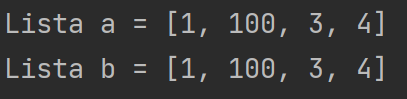 Lista a = [1, 100, 3, 4]
Lista b = [1, 100, 3, 4]